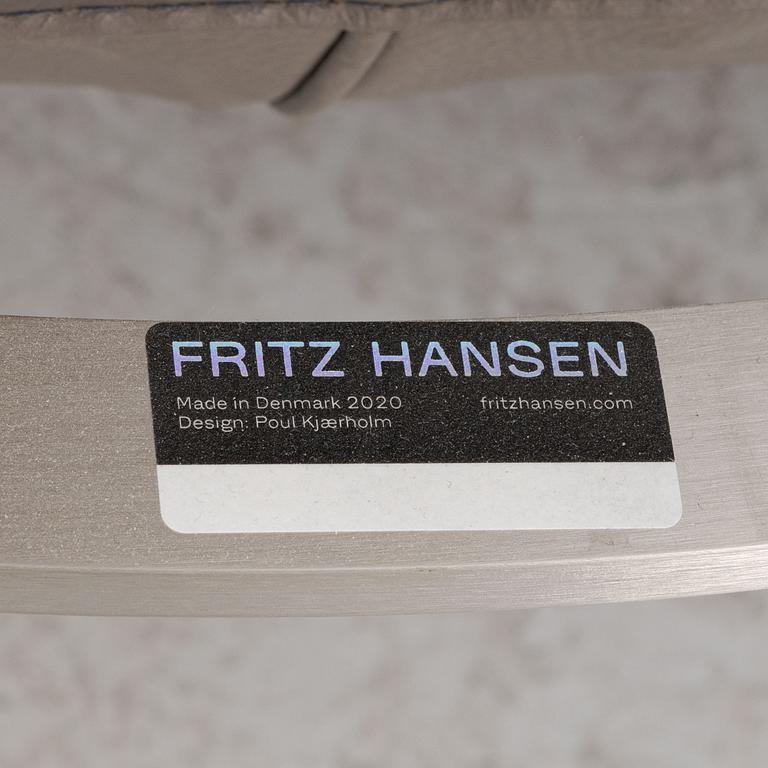 FRITZ HANSEN
Made in Denmark 2020 fritzhansen.com
Design: Poul Kjærholm